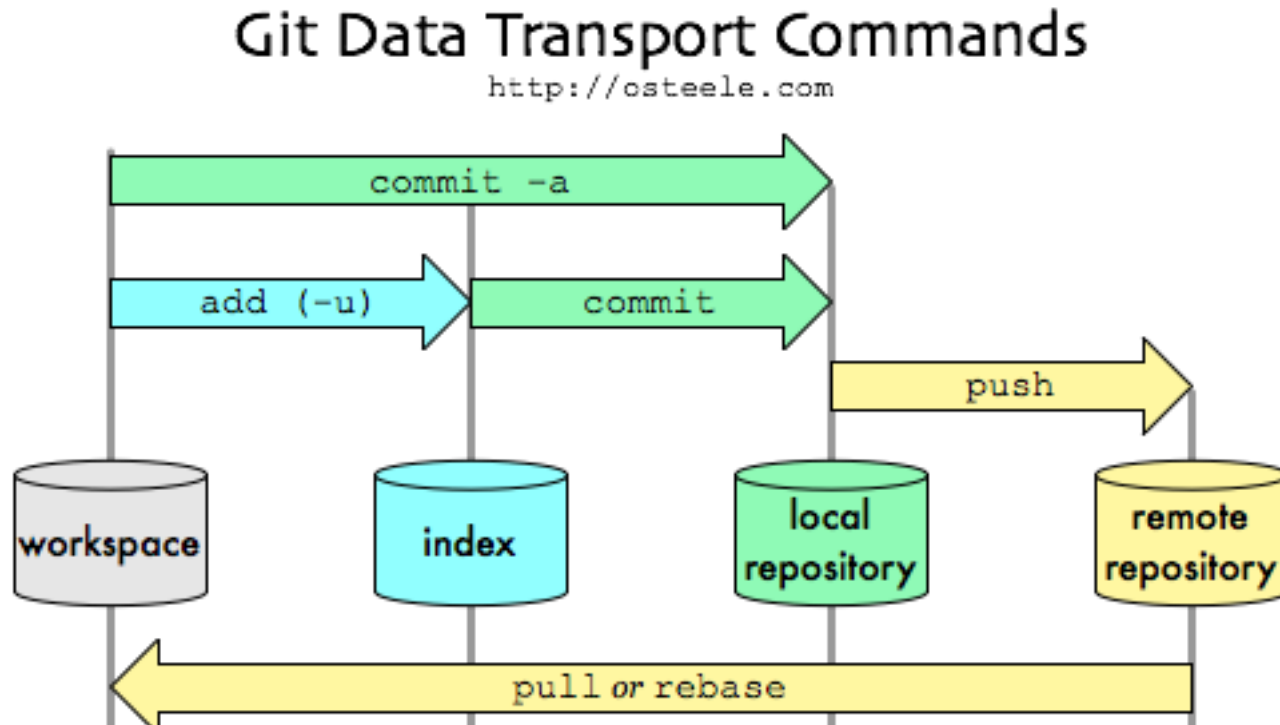 Git Data Transport Commands
http://osteele.com
commit -a
add (-u)
commit
push
workspace
index
local
repository
remote
repository
pull or rebase